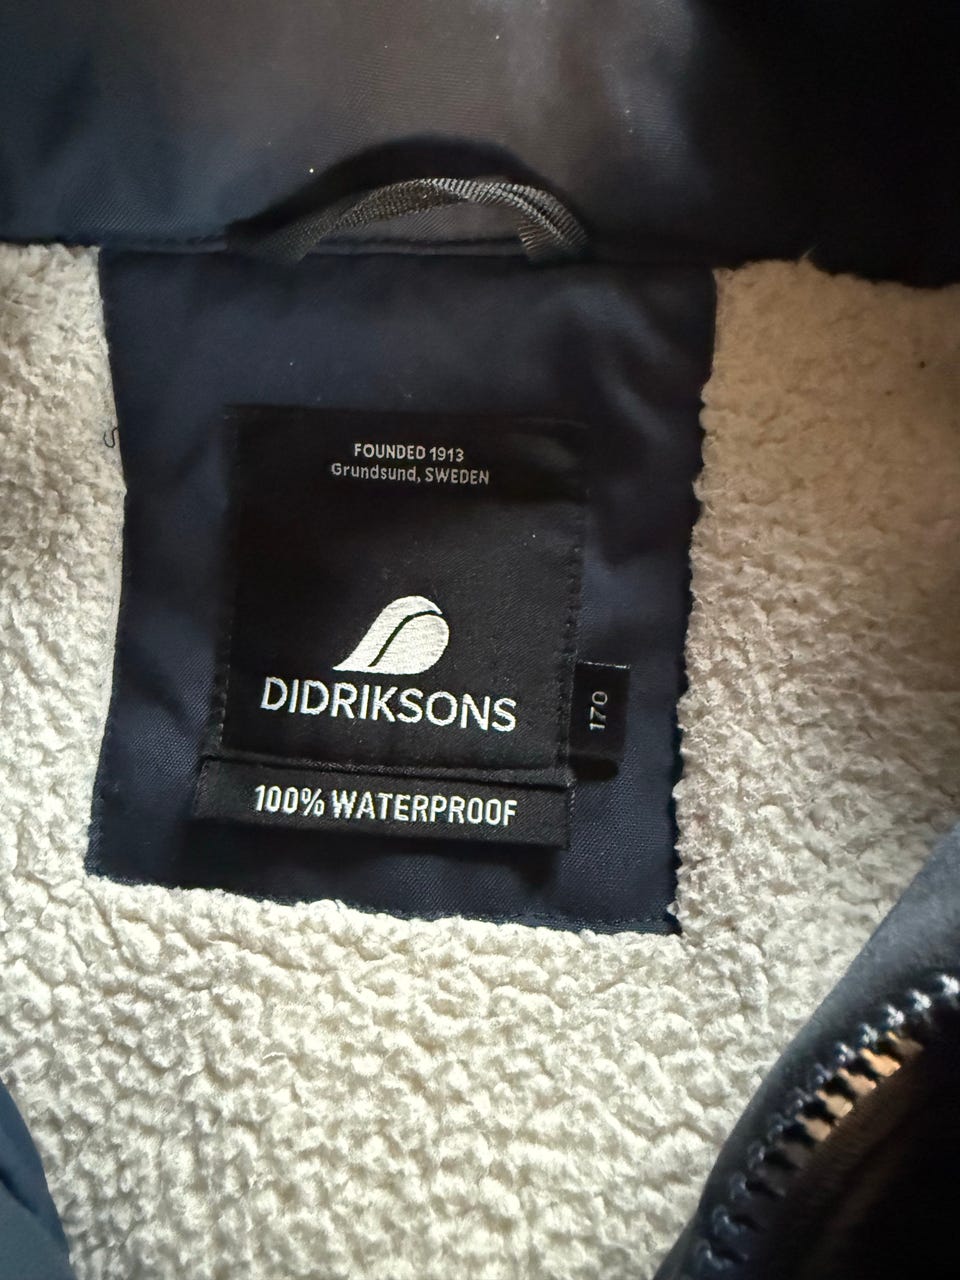 FOUNDED 1913
Grundsund, SWEDEN
DIDRIKSONS
170
100% WATERPROOF